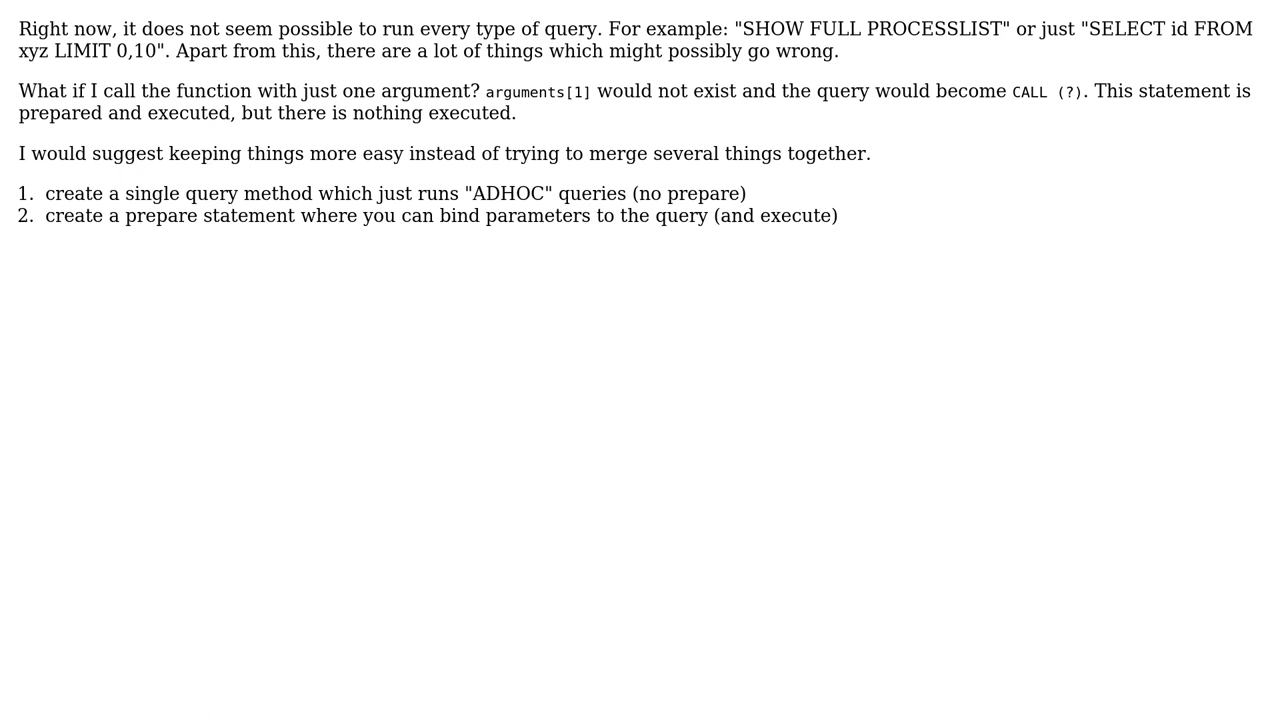 Right now, it does not seem possible to run every type of query. For example: "SHOW FULL PROCESSLIST" or just "SELECT id FROM
xyz LIMIT 0,10". Apart from this, there are a lot of things which might possibly go wrong.
What if I call the function with just one argument? arguments[1] would not exist and the query would become CALL (?). This statement is
prepared and executed, but there is nothing executed.
I would suggest keeping things more easy instead of trying to merge several things together.
1. create a single query method which just runs "ADHOC" queries (no prepare)
2. create a prepare statement where you can bind parameters to the query (and execute)